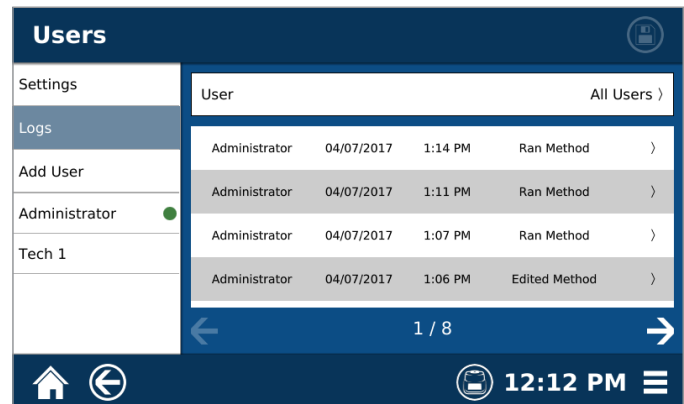 Users
Settings
Logs
Add User
Administrator
Tech 1
User All Users 〉
Administrator 04/07/2017 1:14 PM Ran Method 〉
Administrator 04/07/2017 1:11 PM Ran Method 〉
Administrator 04/07/2017 1:07 PM Ran Method 〉
Administrator 04/07/2017 1:06 PM Edited Method 〉
1 / 8
12:12 PM